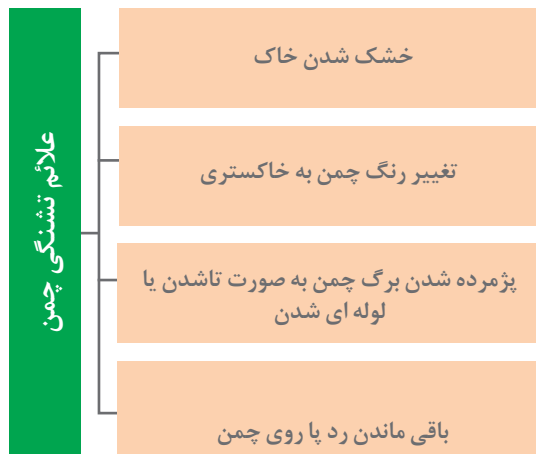 علائم تشنگی چمن
خشک شدن خاک
تغییر رنگ چمن به خاکستری
پژمرده شدن برگ چمن به صورت تاشدن یا
لوله ای شدن
باقی ماندن رد پا روی چمن